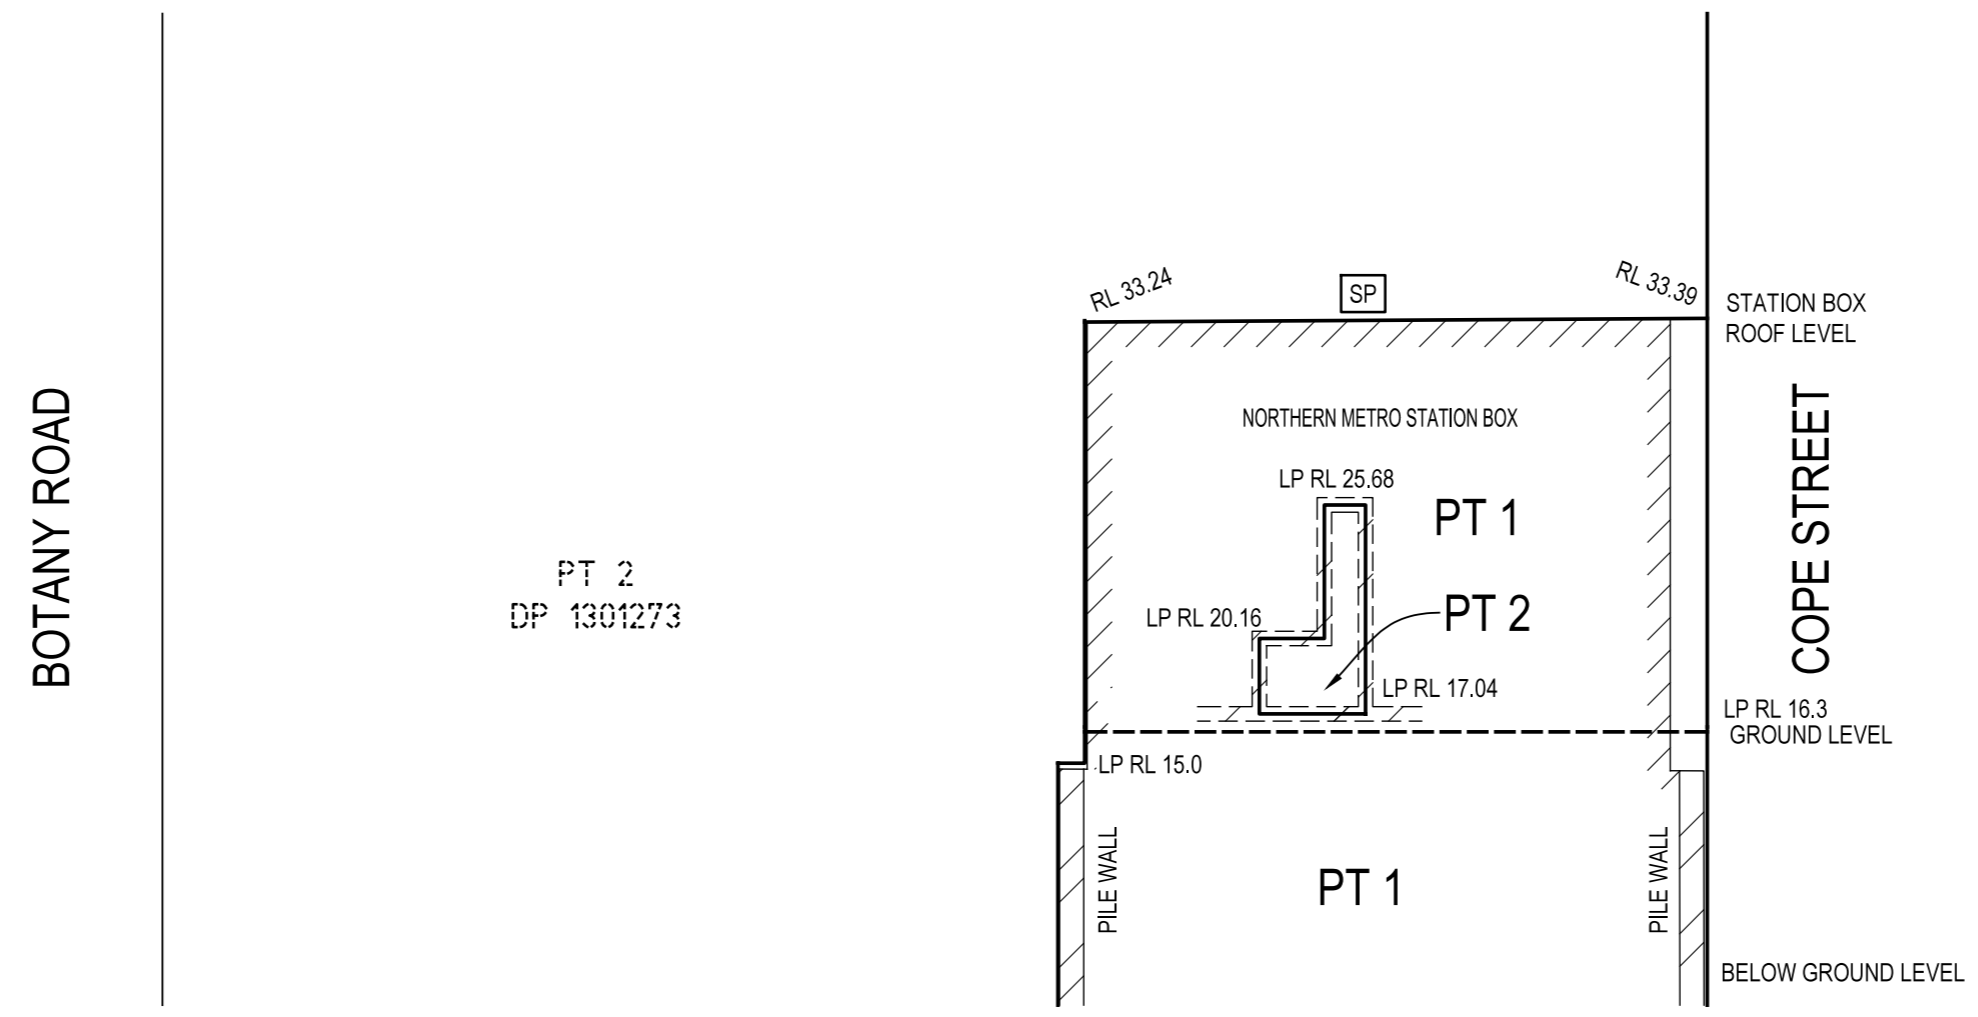 BOTANY ROAD
PT 2
DP 1301273
RL 33.24
SP
RL 33.39
STATION BOX
ROOF LEVEL
NORTHERN METRO STATION BOX
LP RL 25.68
PT 1
LP RL 20.16
PT 2
LP RL 17.04
COPE STREET
LP RL 16.3
GROUND LEVEL
LP RL 15.0
PILE WALL
PT 1
PILE WALL
BELOW GROUND LEVEL